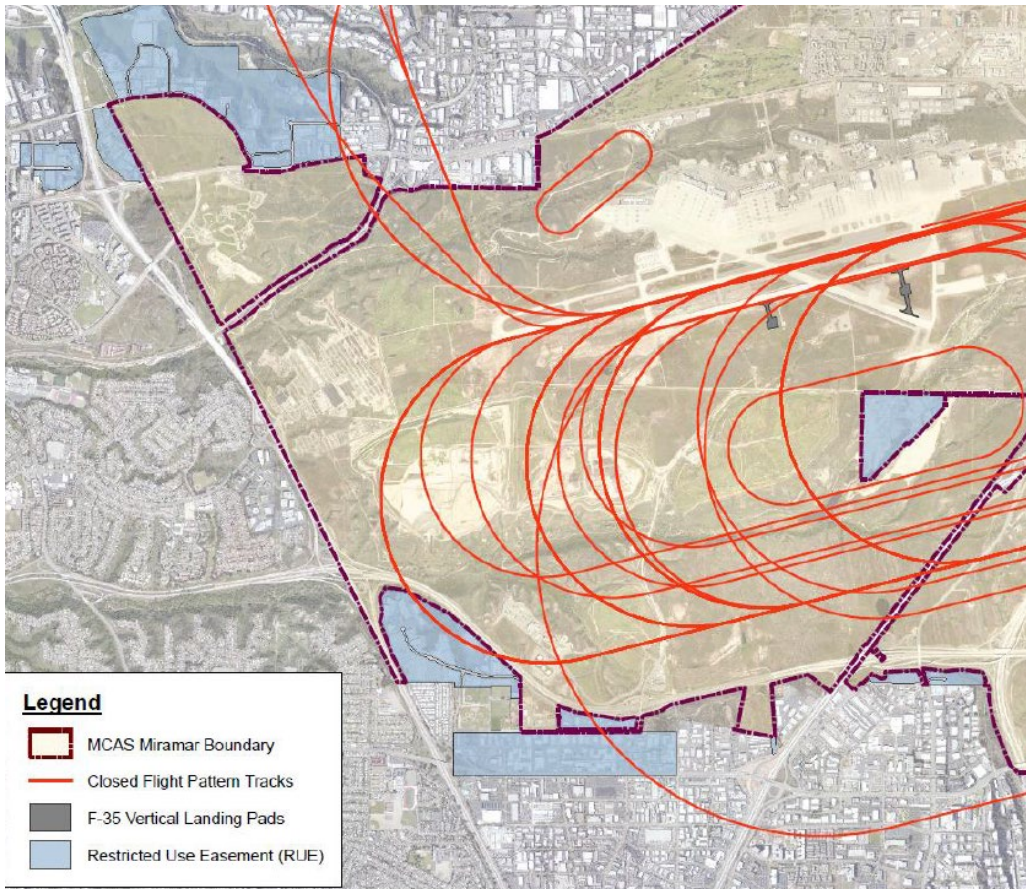 Legend
MCAS Miramar Boundary
Closed Flight Pattern Tracks
F-35 Vertical Landing Pads
Restricted Use Easement (RUE)